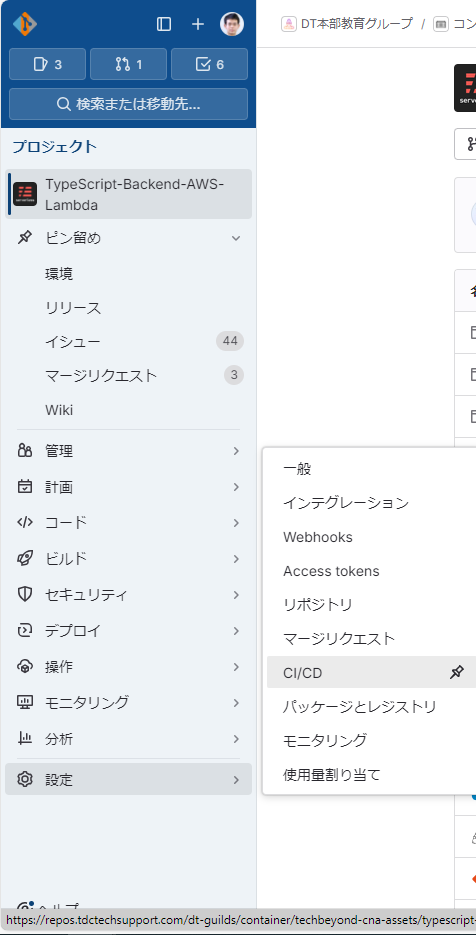 DT本部教育グループ / コン
3 1 6
検索または移動先...
プロジェクト
TypeScript-Backend-AWS-
Lambda
ピン留め
環境
リリース
イシュー 44
マージリクエスト 3
Wiki
管理
計画
コード
ビルド
セキュリティ
デプロイ
操作
モニタリング
分析
設定
一般
インテグレーション
Webhooks
Access tokens
リポジトリ
マージリクエスト
CI/CD
パッケージとレジストリ
モニタリング
使用量割り当て
ヘルプ
https://repos.tdctechsupport.com/dt-guilds/container/techbeyond-cna-assets/typescript-